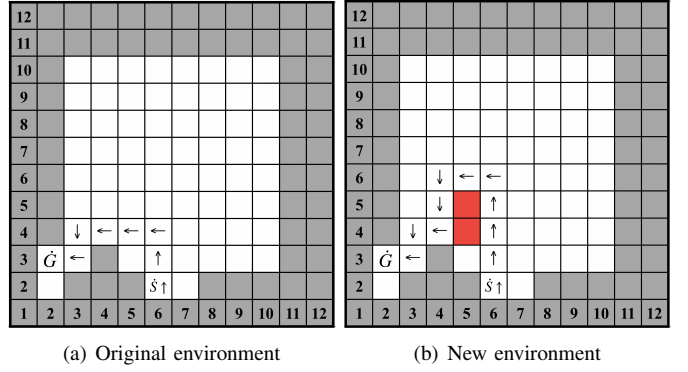 12 12
11 11
10 10
9 9
8 8
7 7
6 ↓ ← ← 6
5 ↓ ↑ 5
4 ↓ ← ← ← 4 ↓ ← ↑
3 Ġ ← ↑ 3 Ġ ← ↑
2 Ṡ ↑ 2 Ṡ ↑
1 2 3 4 5 6 7 8 9 10 11 12 1 2 3 4 5 6 7 8 9 10 11 12
(a) Original environment (b) New environment